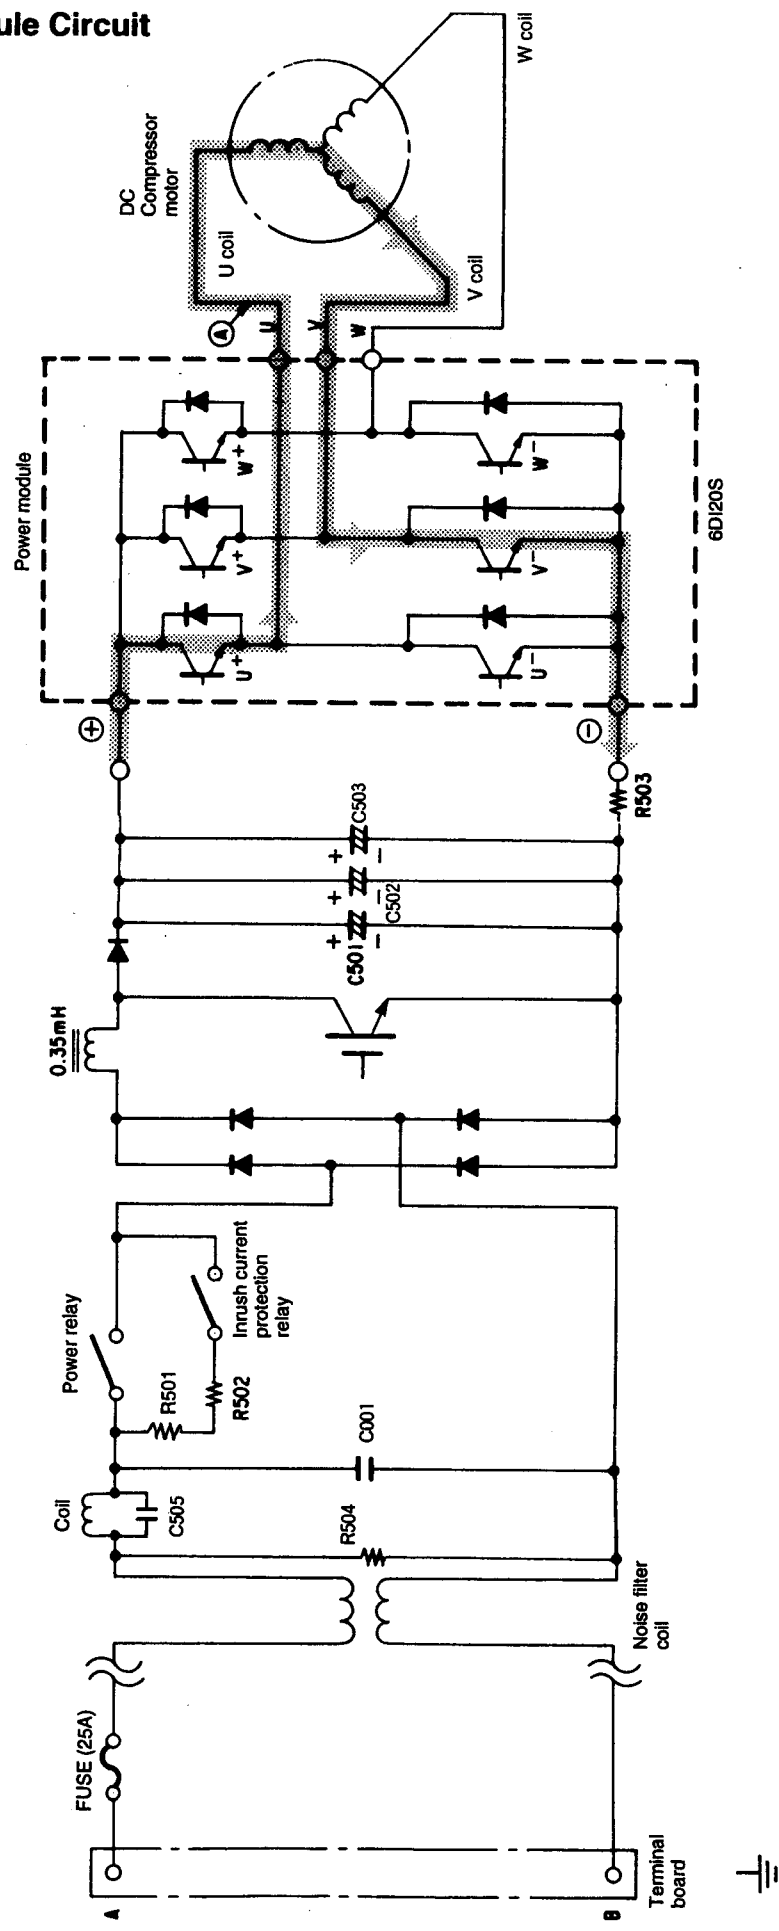 ule Circuit
W coil
DC
Compressor
motor
U coil
V coil
A
U
V
W
Power module
W+
W−
V+
V−
U+
U−
6DI20S
+
−
R503
C503
+
−
C502
+
−
C501
+
−
0.35mH
Power relay
Inrush current
protection
relay
R501
R502
C001
Coil
C505
R504
Noise filter
coil
FUSE (25A)
A
B
Terminal
board